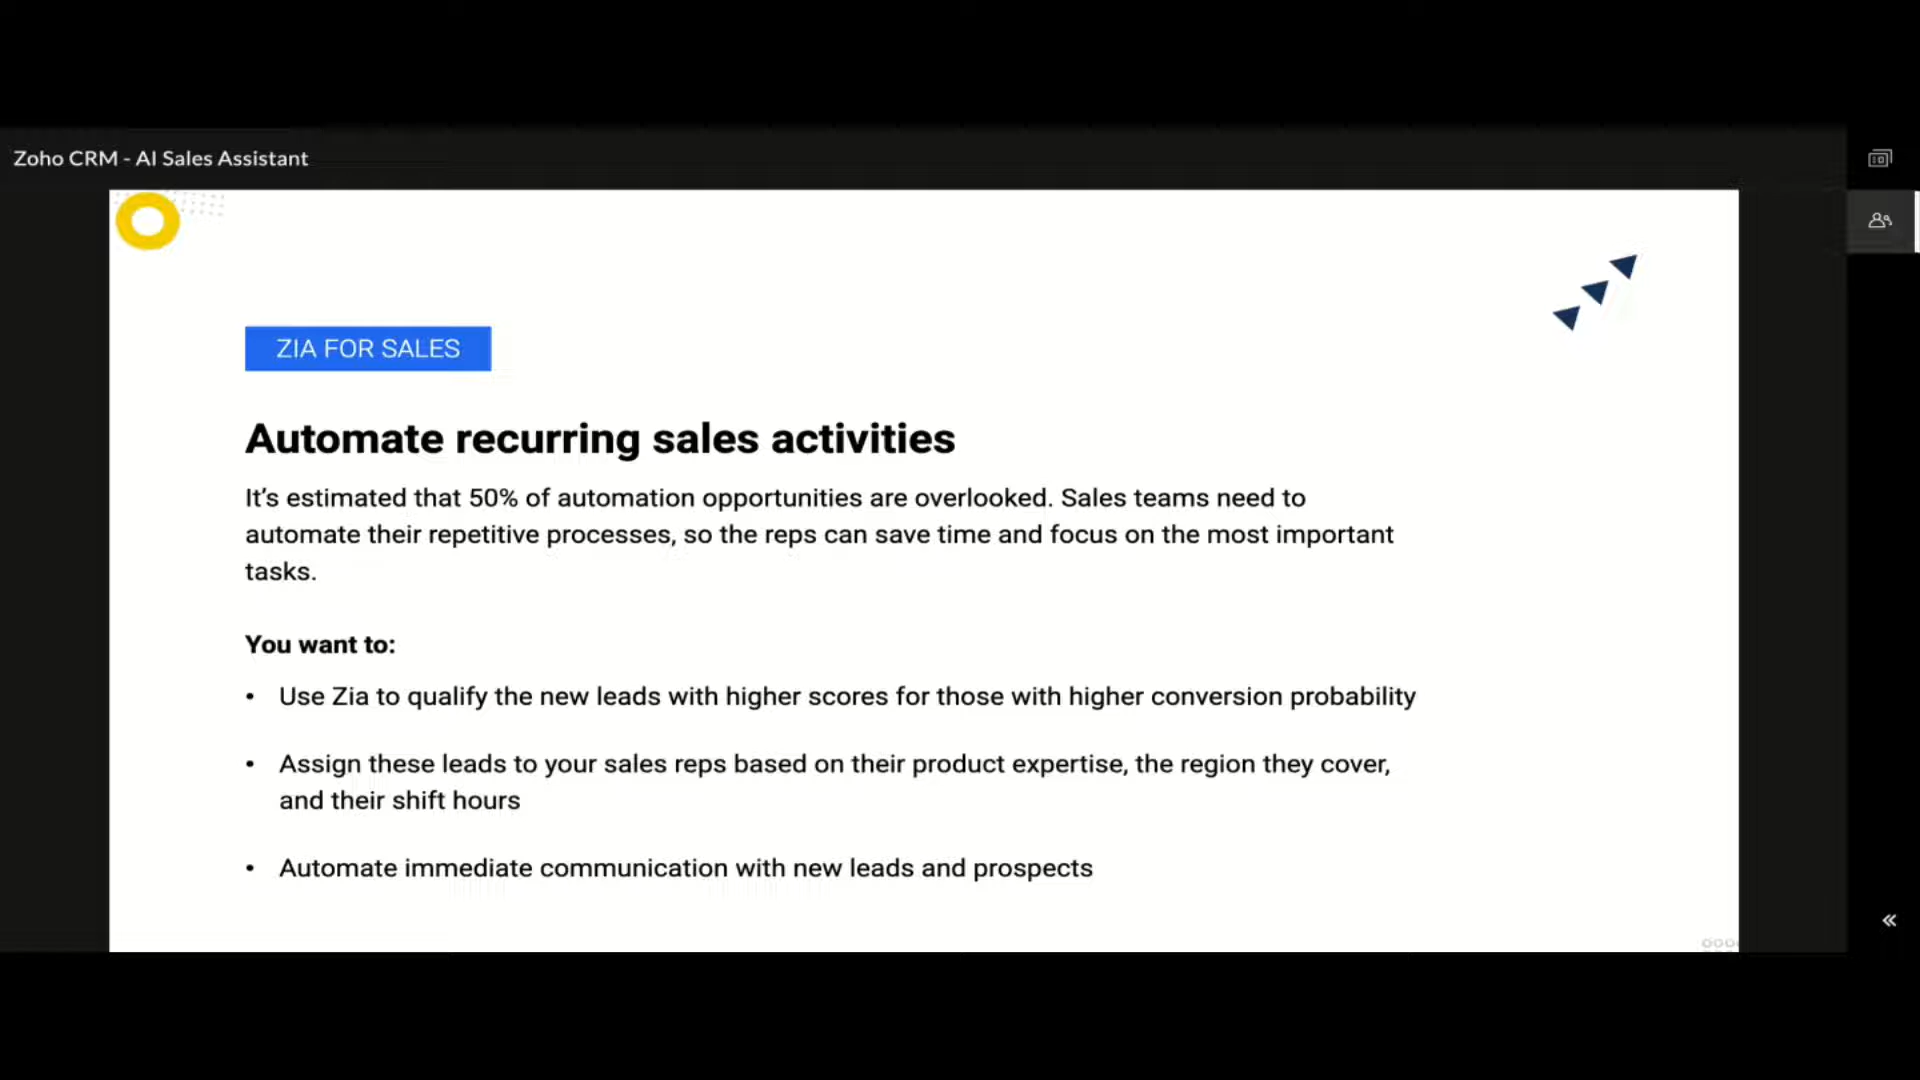 Zoho CRM - AI Sales Assistant
ZIA FOR SALES
Automate recurring sales activities
It’s estimated that 50% of automation opportunities are overlooked. Sales teams need to
automate their repetitive processes, so the reps can save time and focus on the most important
tasks.
You want to:
• Use Zia to qualify the new leads with higher scores for those with higher conversion probability
• Assign these leads to your sales reps based on their product expertise, the region they cover,
and their shift hours
• Automate immediate communication with new leads and prospects